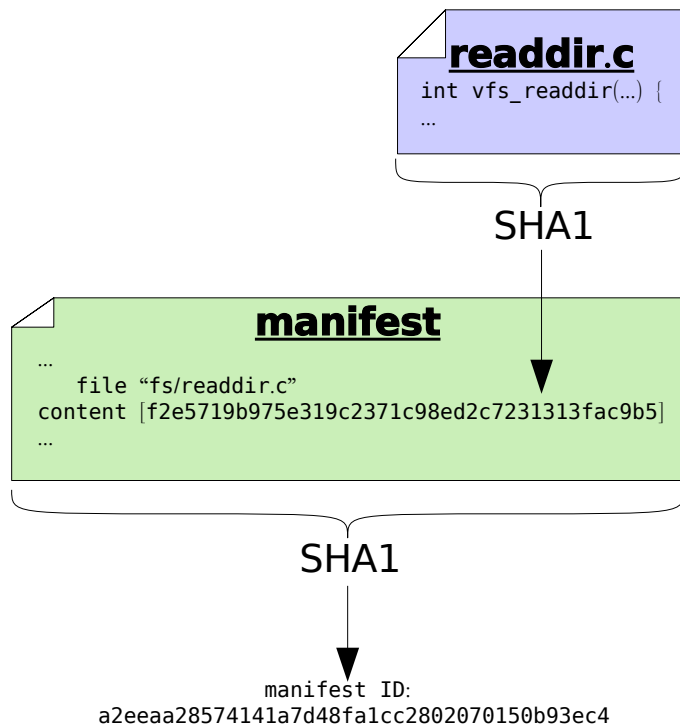 readdir.c
int vfs_readdir(...) {
...
SHA1
manifest
...
file “fs/readdir.c”
content [f2e5719b975e319c2371c98ed2c7231313fac9b5]
...
SHA1
manifest ID:
a2eeaa28574141a7d48fa1cc2802070150b93ec4